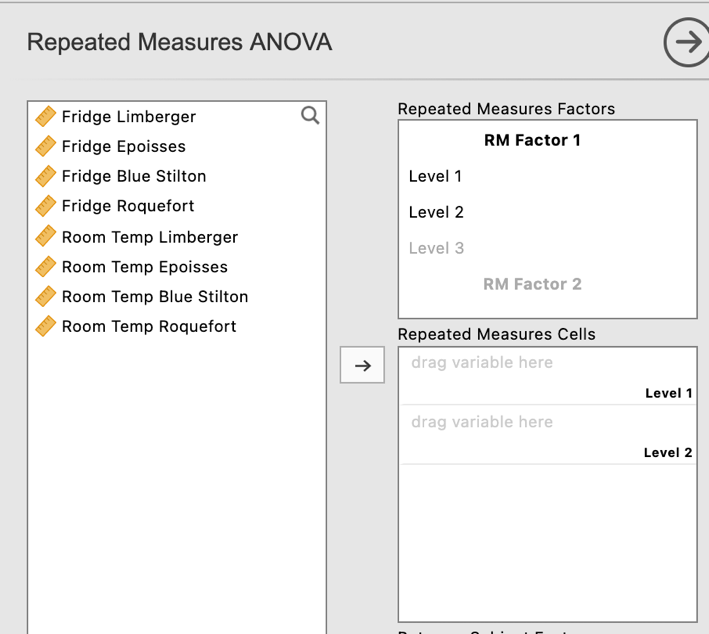 Repeated Measures ANOVA
Fridge Limberger
Fridge Epoisses
Fridge Blue Stilton
Fridge Roquefort
Room Temp Limberger
Room Temp Epoisses
Room Temp Blue Stilton
Room Temp Roquefort
Repeated Measures Factors
RM Factor 1
Level 1
Level 2
Level 3
RM Factor 2
Repeated Measures Cells
drag variable here
Level 1
drag variable here
Level 2